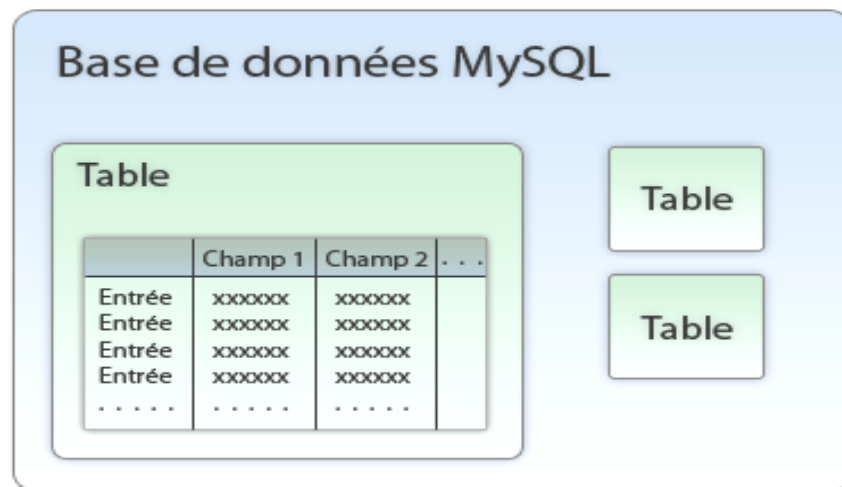 Base de données MySQL
Table
Champ 1 Champ 2 . . .
Entrée xxxxxx xxxxxx
Entrée xxxxxx xxxxxx
Entrée xxxxxx xxxxxx
Entrée xxxxxx xxxxxx
. . . . . . . . . . . . . . .
Table
Table